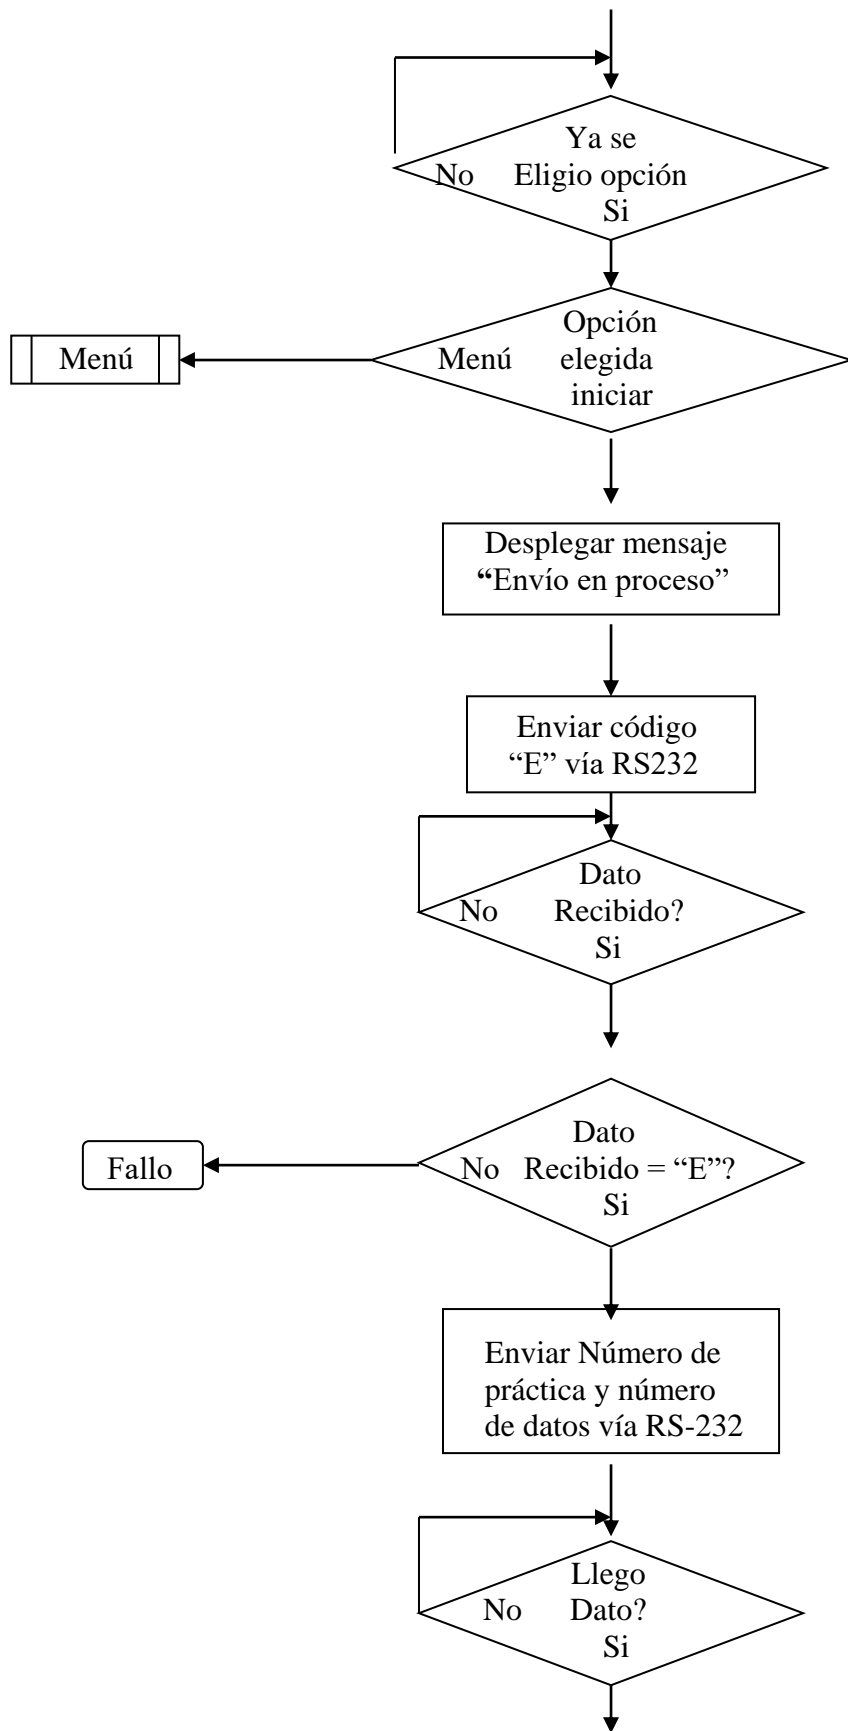 Ya se
No Eligio opción
Si
Opción
Menú Menú elegida
iniciar
Desplegar mensaje
“Envío en proceso”
Enviar código
“E” vía RS232
Dato
No Recibido?
Si
Dato
Fallo No Recibido = “E”?
Si
Enviar Número de
práctica y número
de datos vía RS-232
Llego
No Dato?
Si